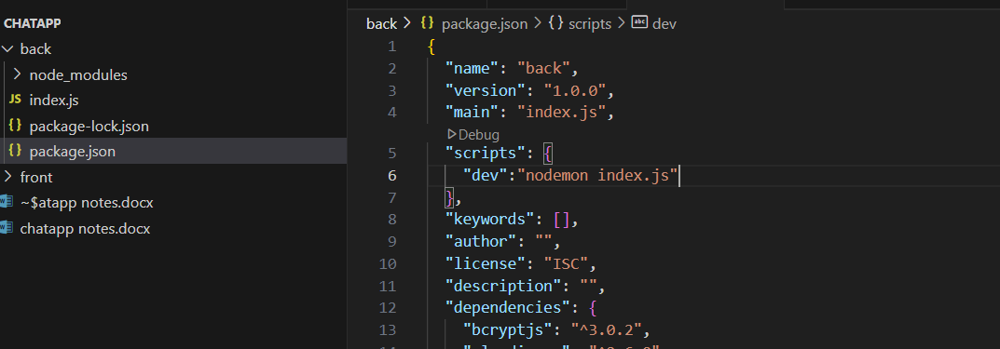 CHATAPP
back
node_modules
JS index.js
{} package-lock.json
{} package.json
front
~$atapp notes.docx
chatapp notes.docx
back > {} package.json > {} scripts > abc dev
1 {
2 "name": "back",
3 "version": "1.0.0",
4 "main": "index.js",
Debug
5 "scripts": {
6 "dev":"nodemon index.js"
7 },
8 "keywords": [],
9 "author": "",
10 "license": "ISC",
11 "description": "",
12 "dependencies": {
13 "bcryptjs": "^3.0.2",